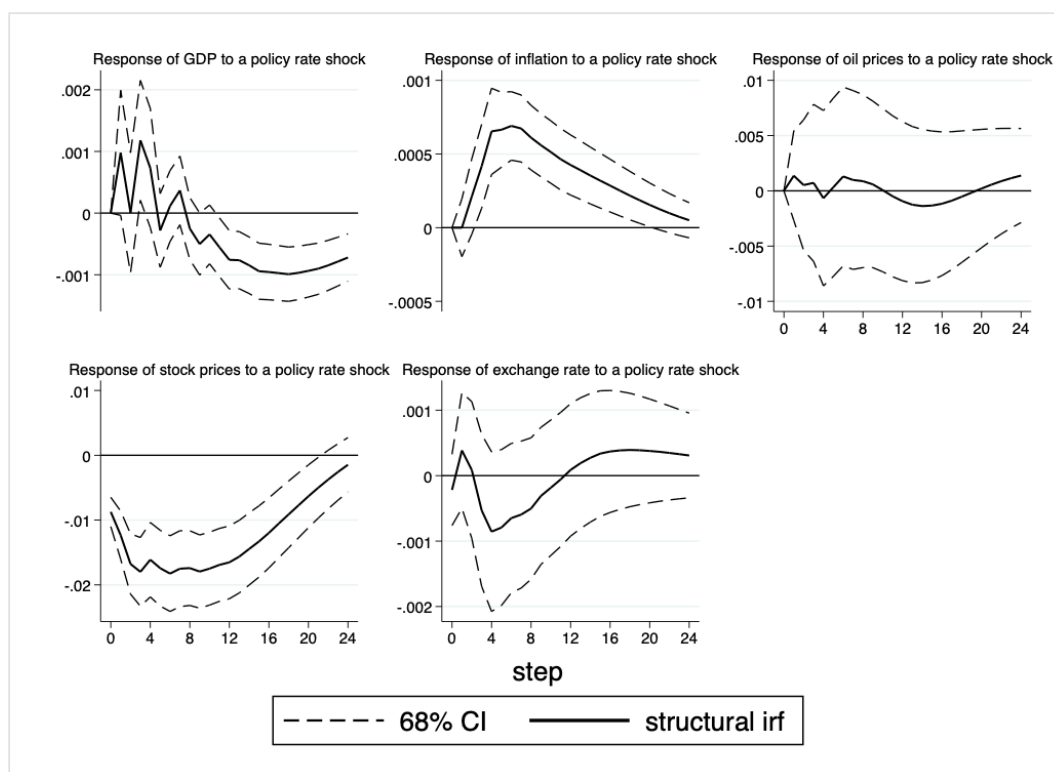 Response of GDP to a policy rate shock
.002
.001
0
-.001
Response of inflation to a policy rate shock
.001
.0005
0
-.0005
Response of oil prices to a policy rate shock
.01
.005
0
-.005
-.01
0 4 8 12 16 20 24
Response of stock prices to a policy rate shock
.01
0
-.01
-.02
0 4 8 12 16 20 24
Response of exchange rate to a policy rate shock
.001
0
-.001
-.002
0 4 8 12 16 20 24
step
68% CI structural irf